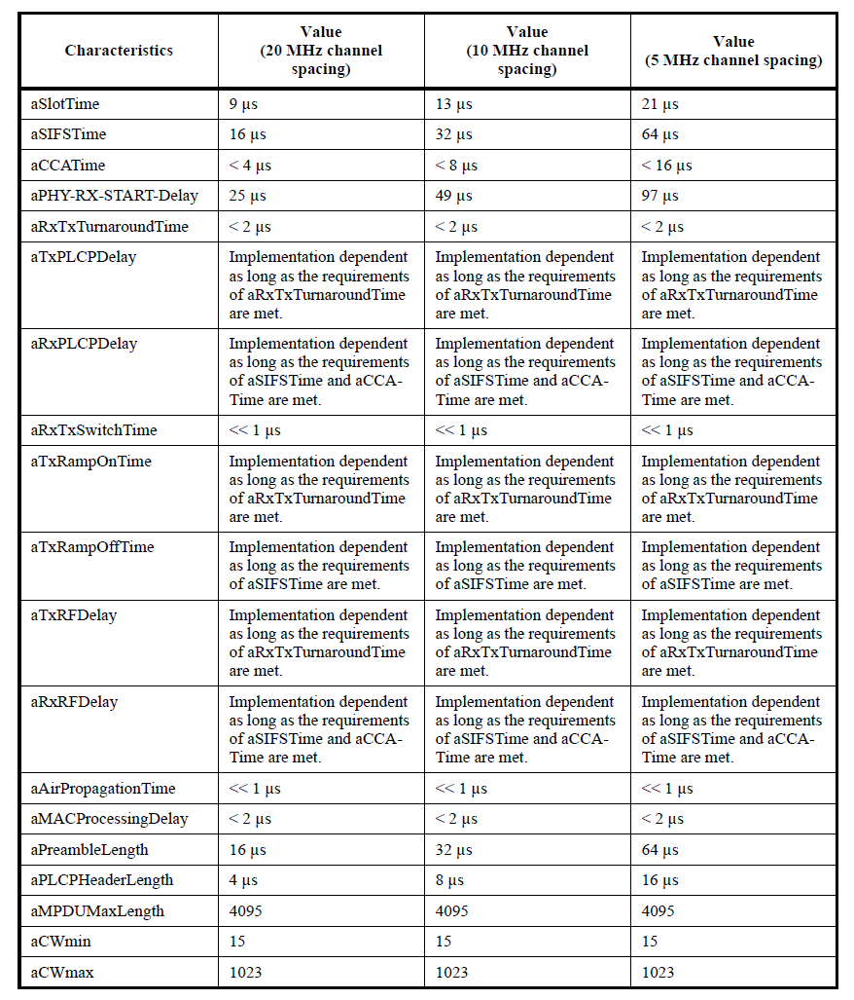 Characteristics
Value
(20 MHz channel
spacing)
Value
(10 MHz channel
spacing)
Value
(5 MHz channel spacing)
aSlotTime
9 μs
13 μs
21 μs
aSIFSTime
16 μs
32 μs
64 μs
aCCATime
< 4 μs
< 8 μs
< 16 μs
aPHY-RX-START-Delay
25 μs
49 μs
97 μs
aRxTxTurnaroundTime
< 2 μs
< 2 μs
< 2 μs
aTxPLCPDelay
Implementation dependent
as long as the requirements
of aRxTxTurnaroundTime
are met.
Implementation dependent
as long as the requirements
of aRxTxTurnaroundTime
are met.
Implementation dependent
as long as the requirements
of aRxTxTurnaroundTime
are met.
aRxPLCPDelay
Implementation dependent
as long as the requirements
of aSIFSTime and aCCA-
Time are met.
Implementation dependent
as long as the requirements
of aSIFSTime and aCCA-
Time are met.
Implementation dependent
as long as the requirements
of aSIFSTime and aCCA-
Time are met.
aRxTxSwitchTime
<< 1 μs
<< 1 μs
<< 1 μs
aTxRampOnTime
Implementation dependent
as long as the requirements
of aRxTxTurnaroundTime
are met.
Implementation dependent
as long as the requirements
of aRxTxTurnaroundTime
are met.
Implementation dependent
as long as the requirements
of aRxTxTurnaroundTime
are met.
aTxRampOffTime
Implementation dependent
as long as the requirements
of aSIFSTime are met.
Implementation dependent
as long as the requirements
of aSIFSTime are met.
Implementation dependent
as long as the requirements
of aSIFSTime are met.
aTxRFDelay
Implementation dependent
as long as the requirements
of aRxTxTurnaroundTime
are met.
Implementation dependent
as long as the requirements
of aRxTxTurnaroundTime
are met.
Implementation dependent
as long as the requirements
of aRxTxTurnaroundTime
are met.
aRxRFDelay
Implementation dependent
as long as the requirements
of aSIFSTime and aCCA-
Time are met.
Implementation dependent
as long as the requirements
of aSIFSTime and aCCA-
Time are met.
Implementation dependent
as long as the requirements
of aSIFSTime and aCCA-
Time are met.
aAirPropagationTime
<< 1 μs
<< 1 μs
<< 1 μs
aMACProcessingDelay
< 2 μs
< 2 μs
< 2 μs
aPreambleLength
16 μs
32 μs
64 μs
aPLCPHeaderLength
4 μs
8 μs
16 μs
aMPDUMaxLength
4095
4095
4095
aCWmin
15
15
15
aCWmax
1023
1023
1023